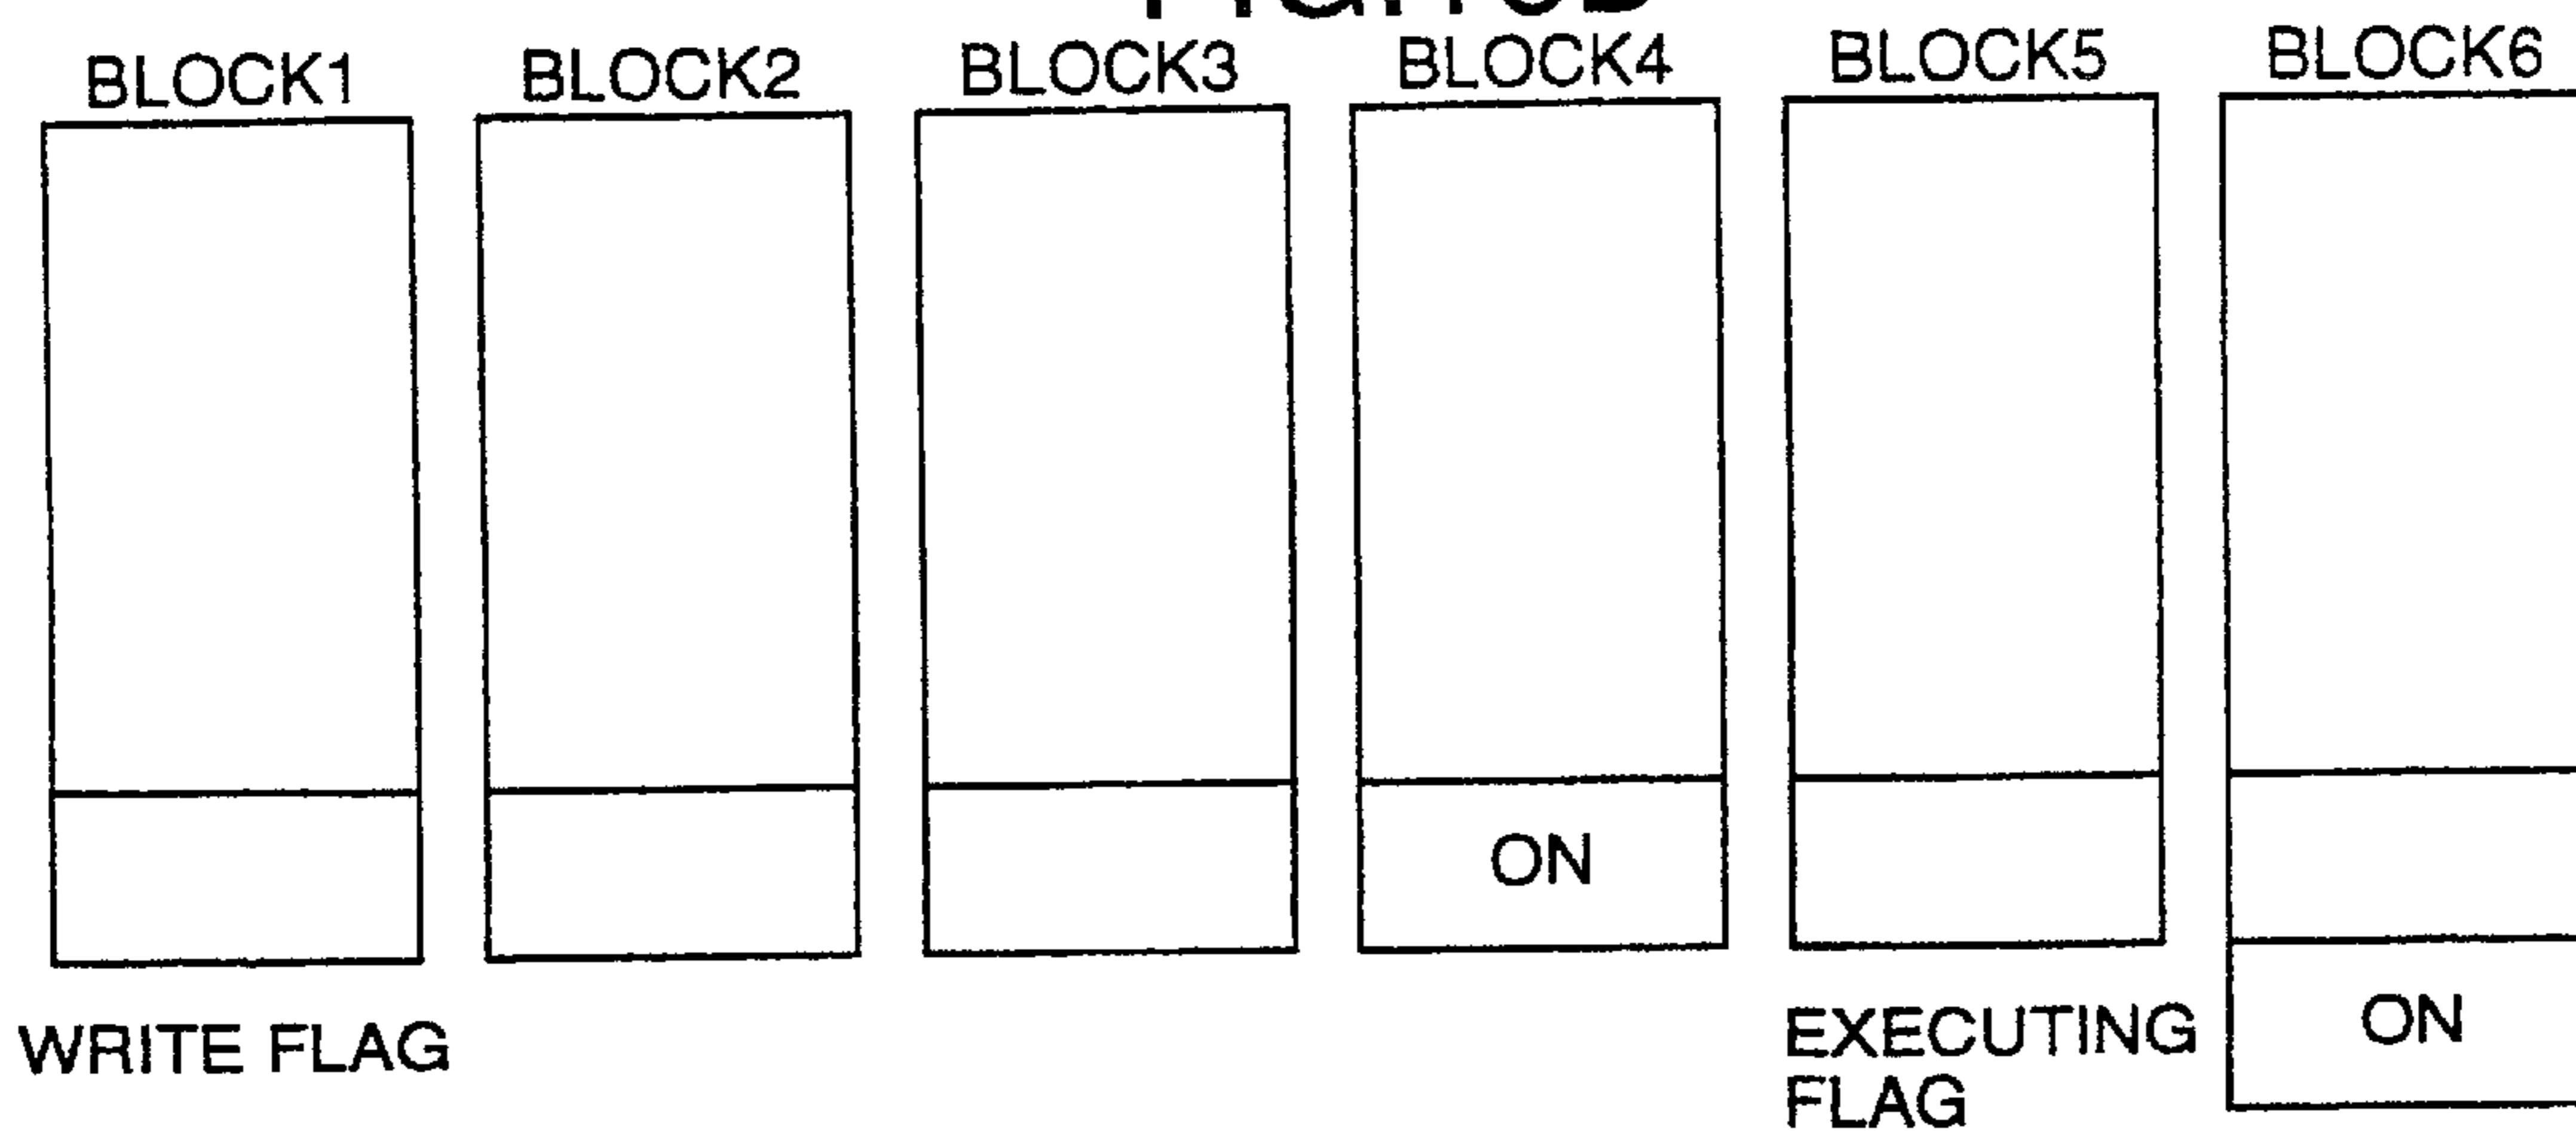 BLOCK1 BLOCK2 BLOCK3 BLOCK4 BLOCK5 BLOCK6
ON
WRITE FLAG
EXECUTING
FLAG
ON